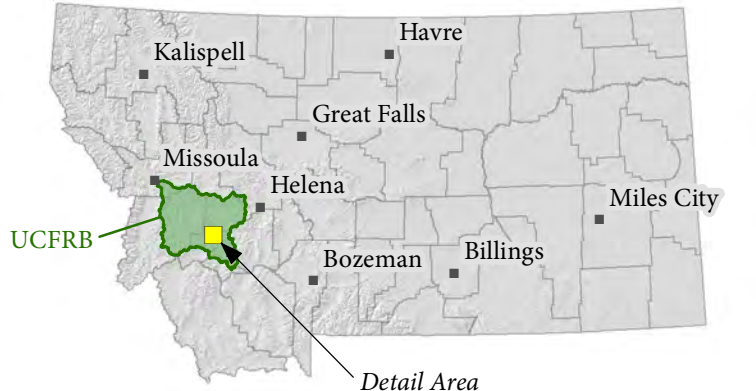 Havre
Kalispell
Great Falls
Missoula
Helena
Miles City
UCFRB
Bozeman
Billings
Detail Area